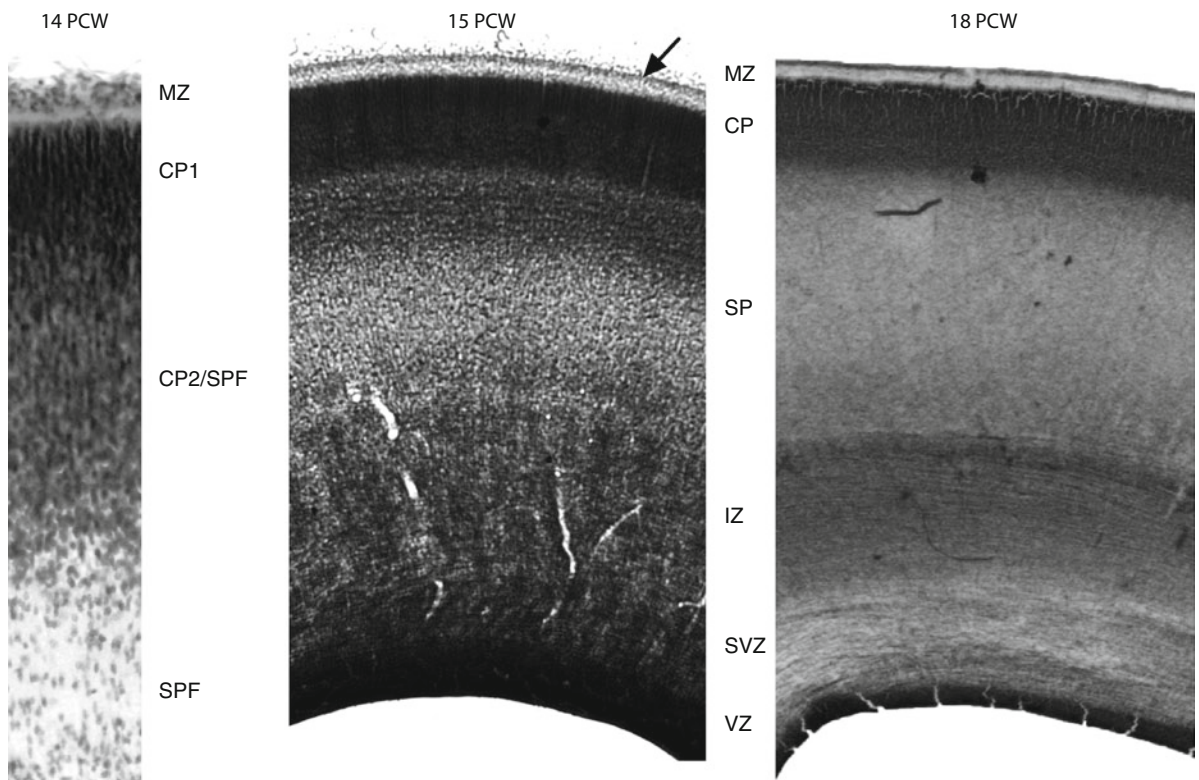 14 PCW
15 PCW
18 PCW
MZ
CP1
CP2/SPF
SPF
MZ
CP
SP
IZ
SVZ
VZ